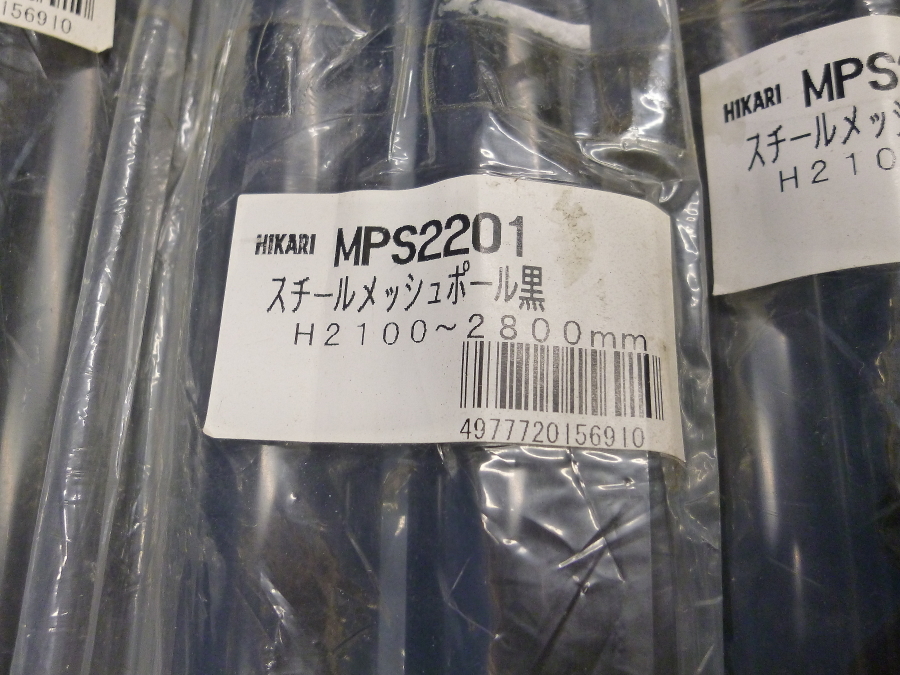 156910
HIKARI MPS2201
スチールメッシュポール黒
H2100~2800mm
4977720156910
HIKARI MPS
スチールメッシ
H210